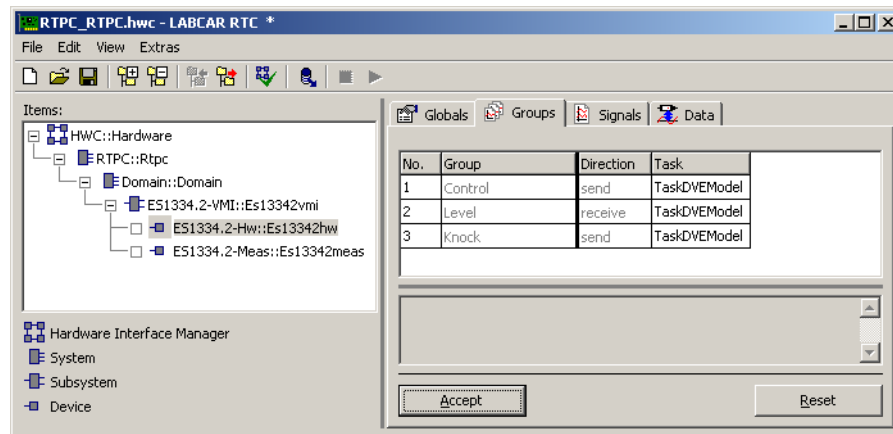 RTPC_RTPC.hwc - LABCAR RTC *
File Edit View Extras
Items:
HWC::Hardware
RTPC::Rtpc
Domain::Domain
ES1334.2-VMI::Es13342vmi
ES1334.2-Hw::Es13342hw
ES1334.2-Meas::Es13342meas
Hardware Interface Manager
System
Subsystem
Device
Globals Groups Signals Data
No. Group Direction Task
1 Control send TaskDVEModel
2 Level receive TaskDVEModel
3 Knock send TaskDVEModel
Accept Reset